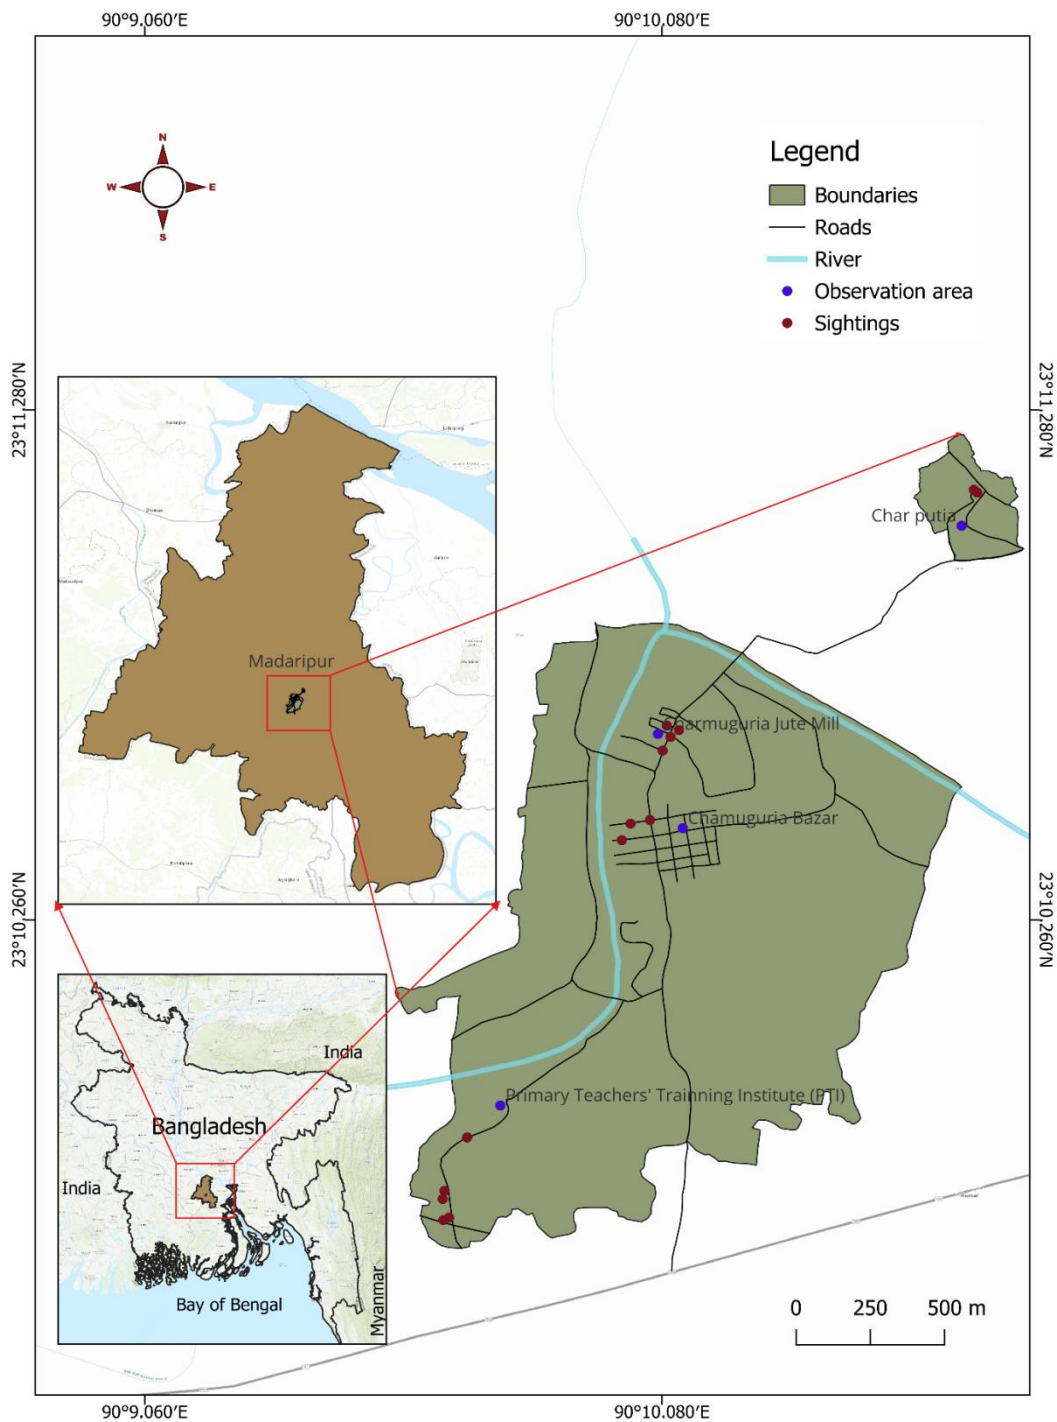 90°9.060′E
90°10.080′E
N
W
E
S
Legend
Boundaries
Roads
River
Observation area
Sightings
23°11.280′N
23°11.280′N
Char putia
Madaripur
Charmuguria Jute Mill
Chamuguria Bazar
23°10.260′N
23°10.260′N
India
Bangladesh
India
Primary Teachers' Trainning Institute (PTI)
Bay of Bengal
Myanmar
0 250 500 m
90°9.060′E
90°10.080′E